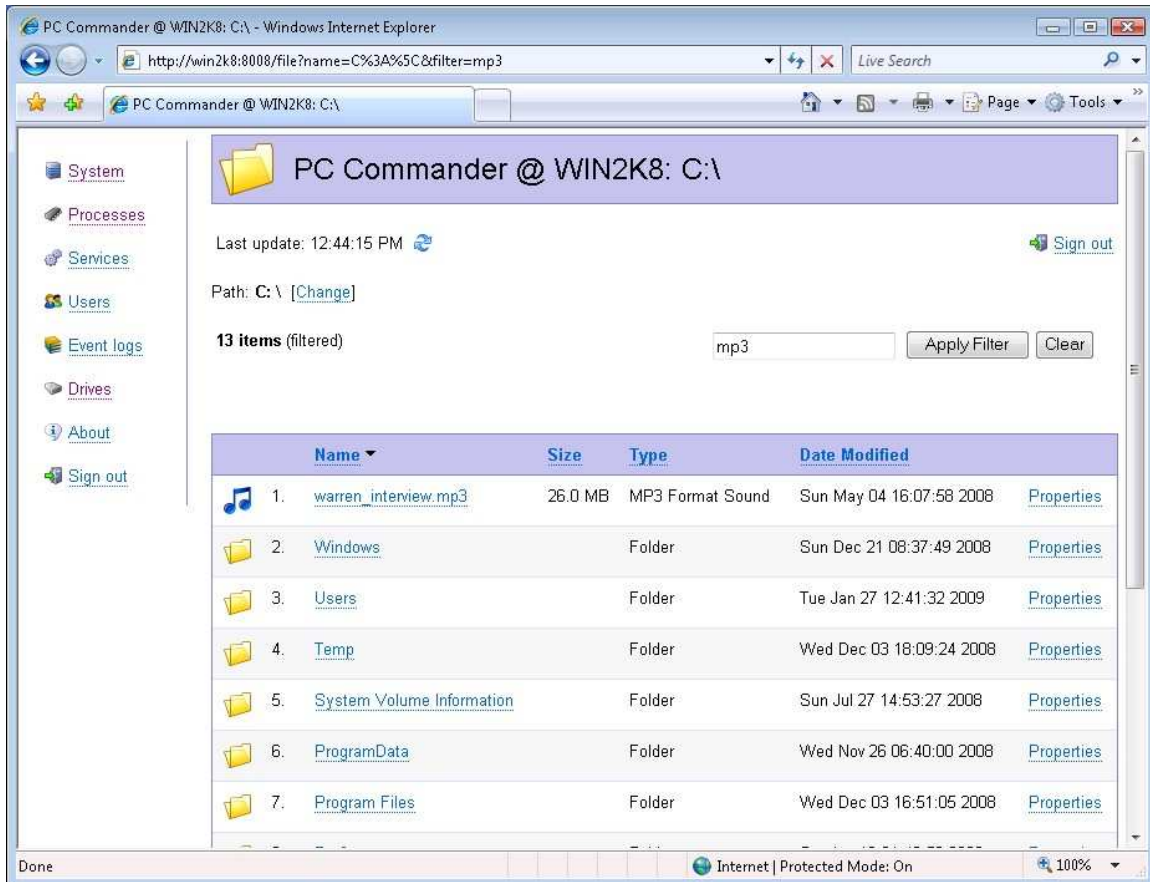 PC Commander @ WIN2K8: C:\ - Windows Internet Explorer
http://win2k8:8008/file?name=C%3A%5C&filter=mp3
Live Search
PC Commander @ WIN2K8: C:\
Page
Tools
System
Processes
Services
Users
Event logs
Drives
About
Sign out
PC Commander @ WIN2K8: C:\
Last update: 12:44:15 PM
Sign out
Path: C: \ [Change]
13 items (filtered)
mp3
Apply Filter
Clear
Name Size Type Date Modified
1. warren_interview.mp3 26.0 MB MP3 Format Sound Sun May 04 16:07:58 2008 Properties
2. Windows Folder Sun Dec 21 08:37:49 2008 Properties
3. Users Folder Tue Jan 27 12:41:32 2009 Properties
4. Temp Folder Wed Dec 03 18:09:24 2008 Properties
5. System Volume Information Folder Sun Jul 27 14:53:27 2008 Properties
6. ProgramData Folder Wed Nov 26 06:40:00 2008 Properties
7. Program Files Folder Wed Dec 03 16:51:05 2008 Properties
Done
Internet | Protected Mode: On
100%